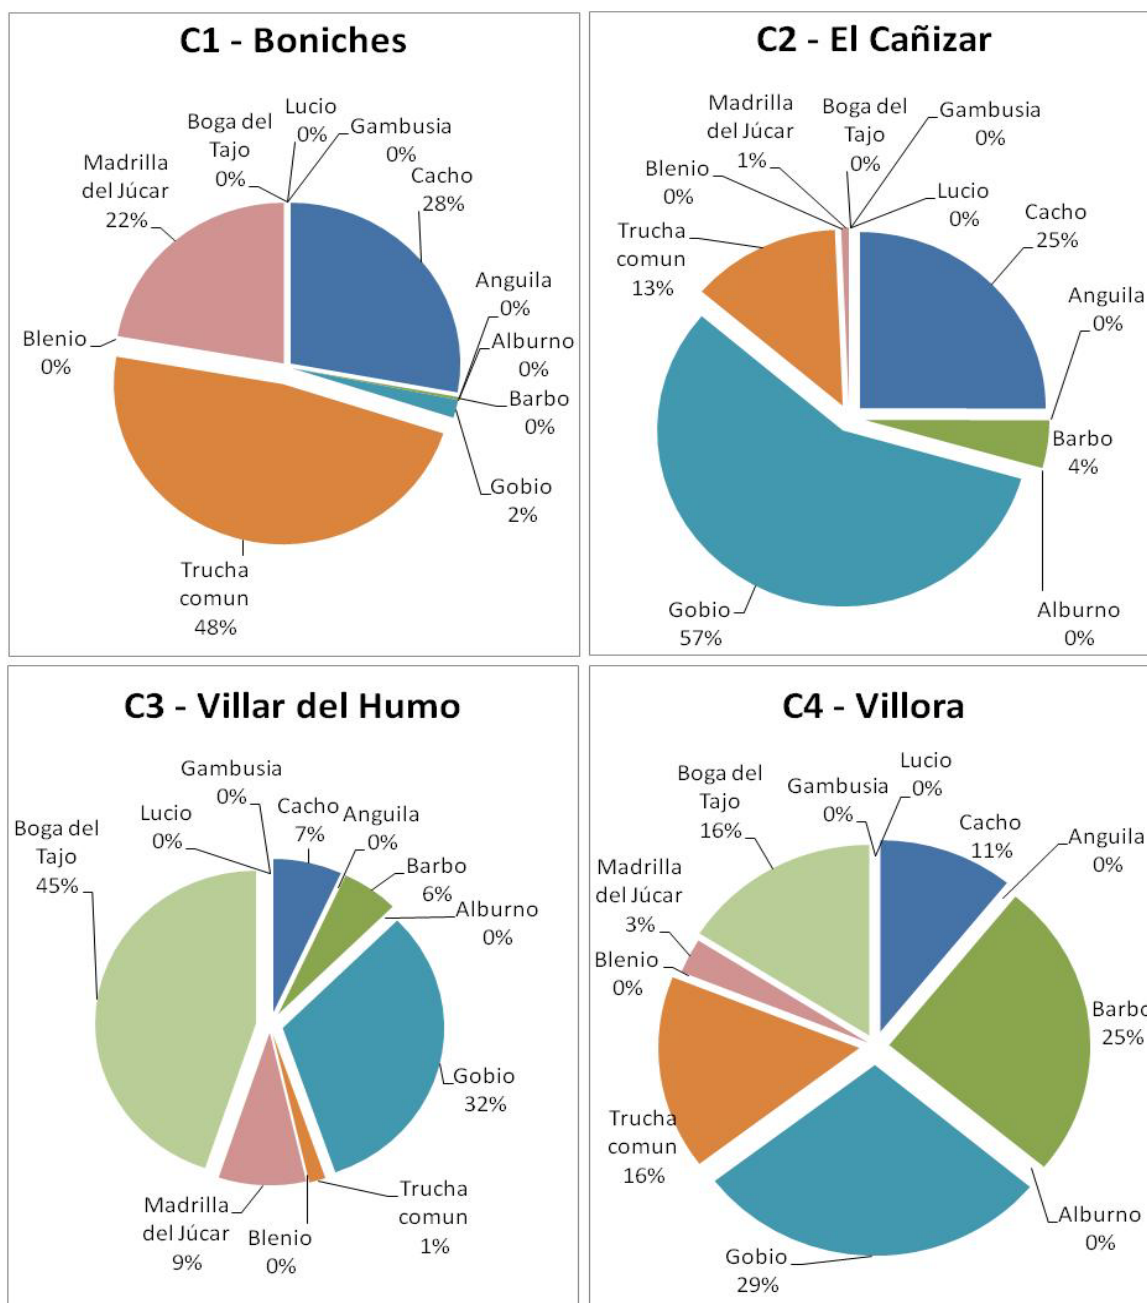 C1 - Boniches
Lucio
0%
Boga del
Tajo
0%
Gambusia
0%
Madrilla
del Júcar
22%
Cacho
28%
Anguila
0%
Blenio
0%
Alburno
0%
Barbo
0%
Gobio
2%
Trucha
comun
48%
C2 - El Cañizar
Madrilla
del Júcar
1%
Boga del
Tajo
0%
Gambusia
0%
Blenio
0%
Lucio
0%
Cacho
25%
Trucha
comun
13%
Anguila
0%
Barbo
4%
Gobio
57%
Alburno
0%
C3 - Villar del Humo
Gambusia
0%
Lucio
0%
Cacho
7%
Anguila
0%
Boga del
Tajo
45%
Barbo
6%
Alburno
0%
Gobio
32%
Trucha
comun
1%
Madrilla
del Júcar
9%
Blenio
0%
C4 - Villora
Lucio
0%
Boga del
Tajo
16%
Gambusia
0%
Cacho
11%
Anguila
0%
Madrilla
del Júcar
3%
Blenio
0%
Barbo
25%
Trucha
comun
16%
Alburno
0%
Gobio
29%